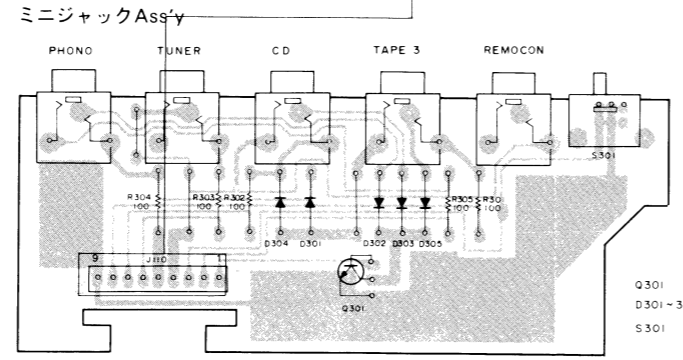 ミニジャックAss'y
PHONO TUNER CD TAPE 3 REMOCON
S301
R304 100 R303 100 R302 100 R305 100 R301 100
D304 D301 D302 D303 D305
9 J110 1
Q301
Q301
D301~3
S301